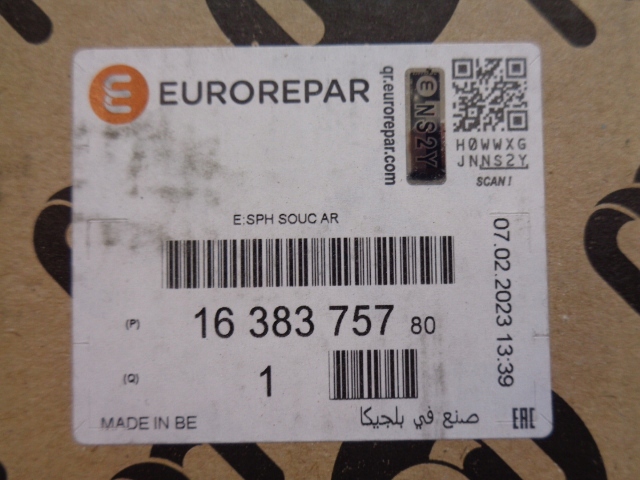 EUROREPAR
qr.eurorepar.com
NS2Y
H0WWXG
JNNS2Y
SCAN!
E:SPH SOUC AR
07.02.2023 13:39
(P) 16 383 757 80
(Q) 1
MADE IN BE
صنع في بلجيكا
EAC